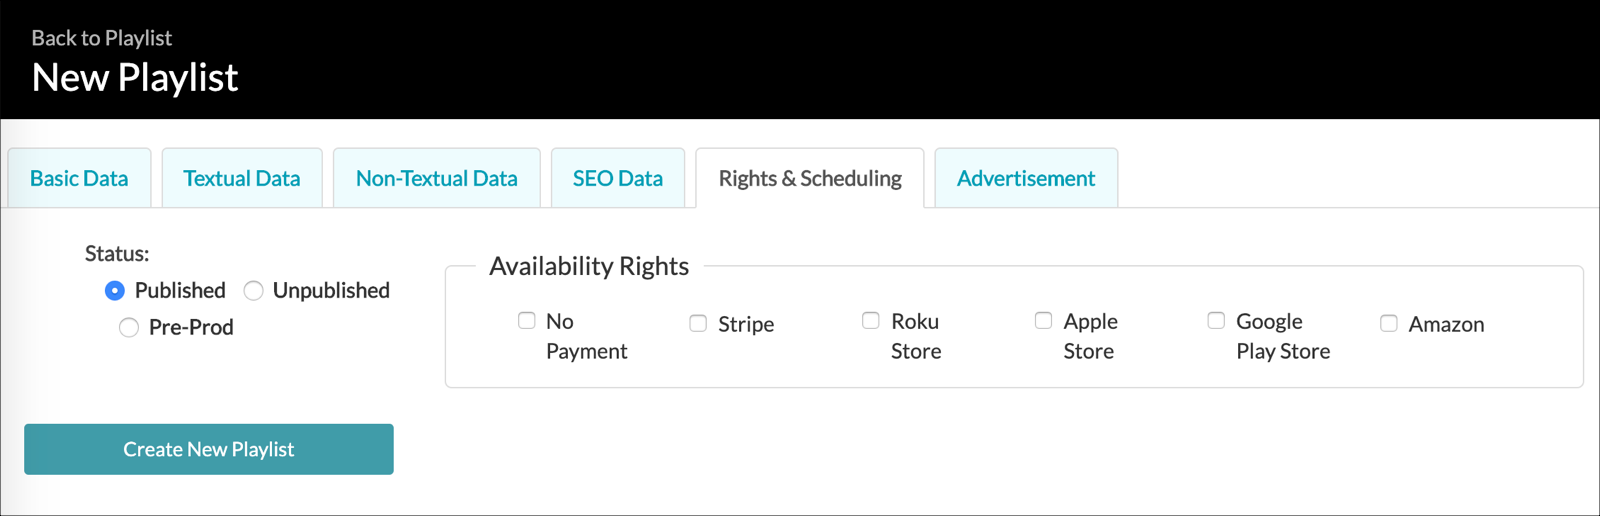 Back to Playlist
New Playlist
Basic Data
Textual Data
Non-Textual Data
SEO Data
Rights & Scheduling
Advertisement
Status:
Published
Unpublished
Pre-Prod
Availability Rights
No
Payment
Stripe
Roku
Store
Apple
Store
Google
Play Store
Amazon
Create New Playlist